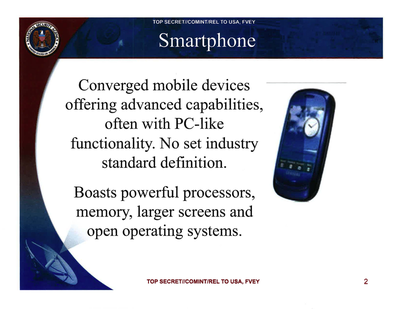 TOP SECRET//COMINT/REL TO USA, FVEY
Smartphone
Converged mobile devices
offering advanced capabilities,
often with PC-like
functionality. No set industry
standard definition.
Boasts powerful processors,
memory, larger screens and
open operating systems.
TOP SECRET//COMINT/REL TO USA, FVEY
2